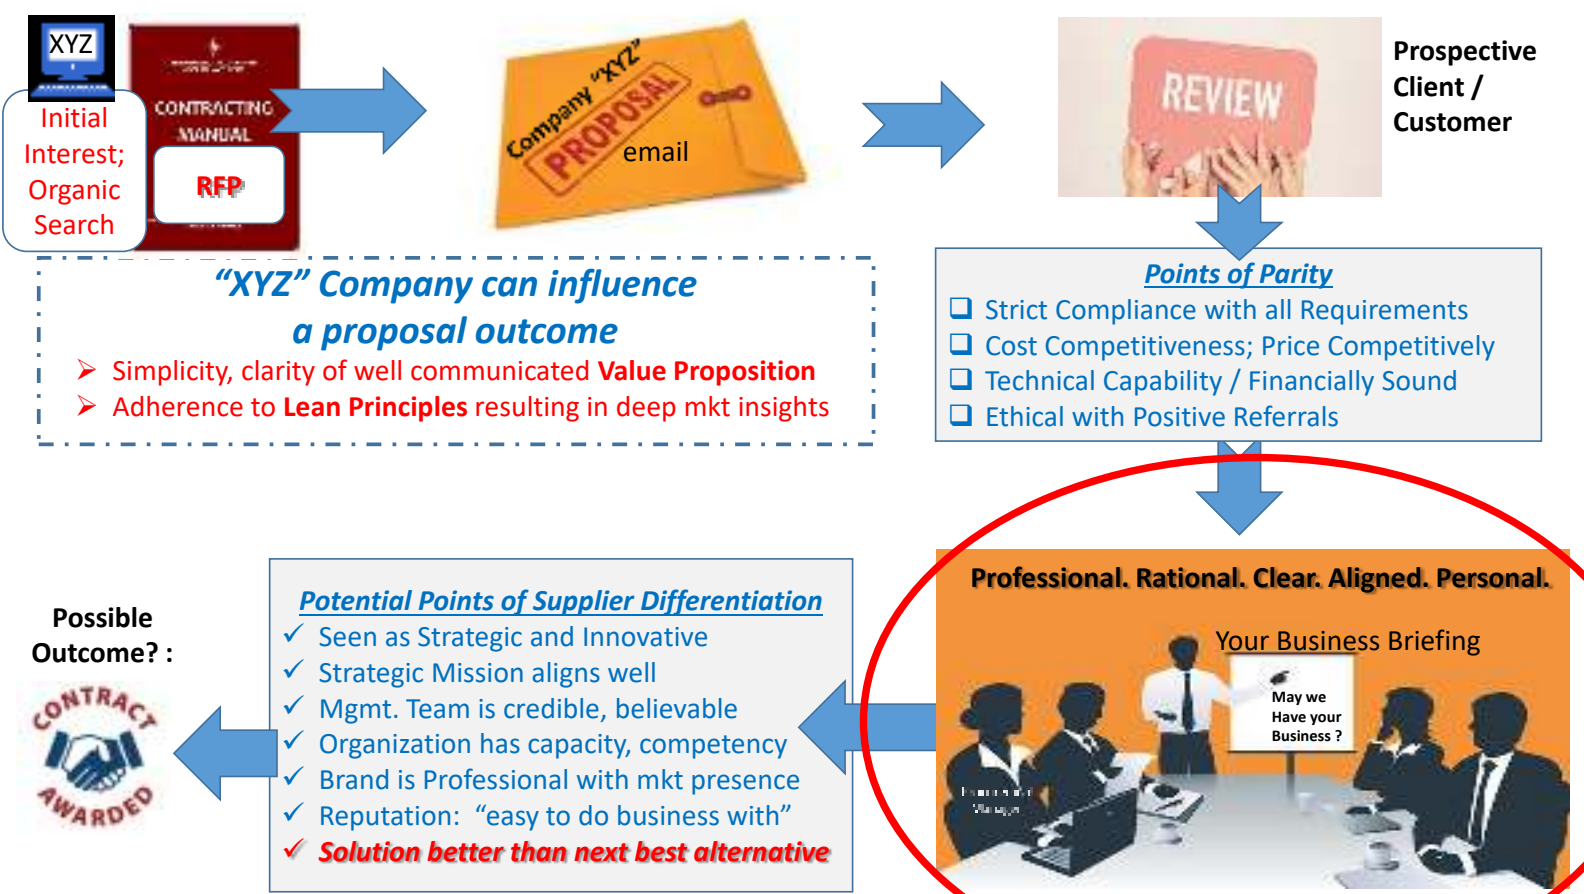 XYZ
Initial
Interest;
Organic
Search
CONTRACTING
MANUAL
RFP
Company “XYZ”
PROPOSAL
email
REVIEW
Prospective
Client /
Customer
“XYZ” Company can influence
a proposal outcome
Simplicity, clarity of well communicated Value Proposition
Adherence to Lean Principles resulting in deep mkt insights
Points of Parity
Strict Compliance with all Requirements
Cost Competitiveness; Price Competitively
Technical Capability / Financially Sound
Ethical with Positive Referrals
Professional. Rational. Clear. Aligned. Personal.
Your Business Briefing
May we
Have your
Business ?
Potential Points of Supplier Differentiation
Seen as Strategic and Innovative
Strategic Mission aligns well
Mgmt. Team is credible, believable
Organization has capacity, competency
Brand is Professional with mkt presence
Reputation: “easy to do business with”
Solution better than next best alternative
Possible
Outcome? :
CONTRACT
AWARDED